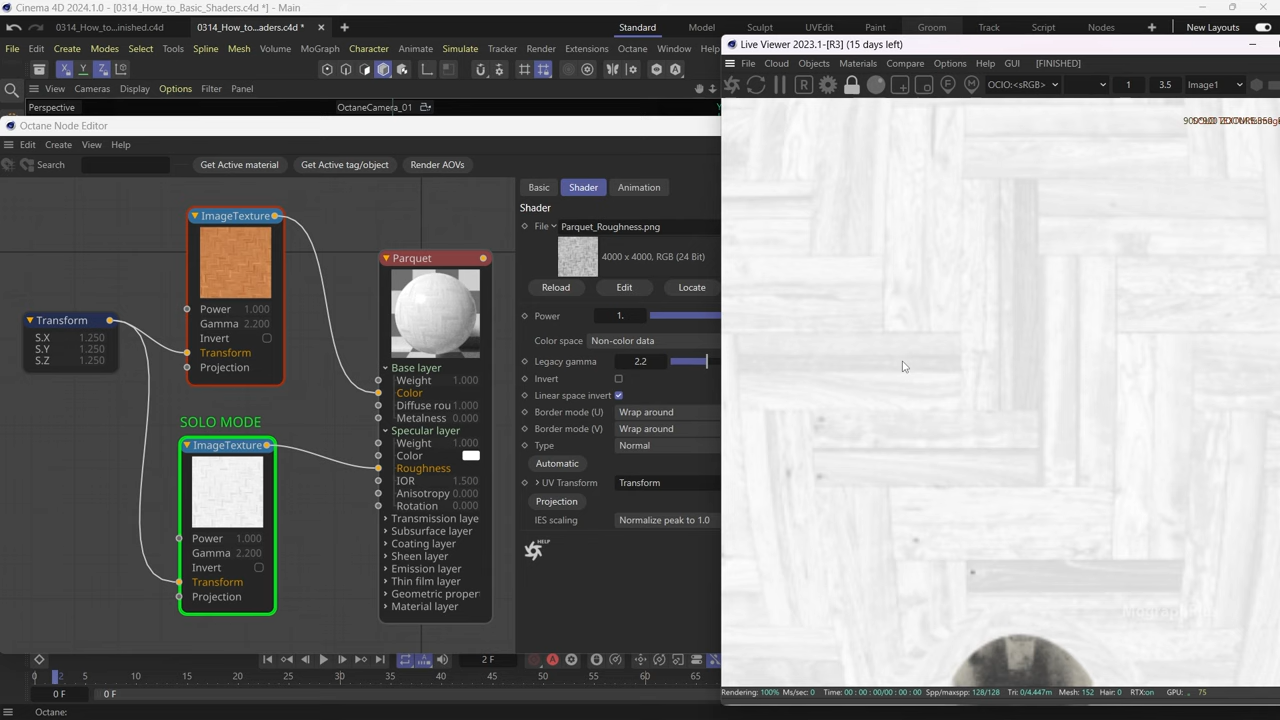 Cinema 4D 2024.1.0 - [0314_How_to_Basic_Shaders.c4d *] - Main
0314_How_to...inished.c4d
0314_How_to...aders.c4d *
Standard
Model
Sculpt
UVEdit
Paint
Groom
Track
Script
Nodes
New Layouts
File Edit Create Modes Select Tools Spline Mesh Volume MoGraph Character Animate Simulate Tracker Render Extensions Octane Window Help
Live Viewer 2023.1-[R3] (15 days left)
File Cloud Objects Materials Compare Options Help GUI [FINISHED]
View Cameras Display Options Filter Panel
OCIO:<sRGB> 1 3.5 Image1
Perspective
OctaneCamera_01
Octane Node Editor
Edit Create View Help
Search
Get Active material
Get Active tag/object
Render AOVs
Basic Shader Animation
Shader
File Parquet_Roughness.png
4000 x 4000, RGB (24 Bit)
Reload Edit Locate
Power 1.
Color space Non-color data
Legacy gamma 2.2
Invert
Linear space invert
Border mode (U) Wrap around
Border mode (V) Wrap around
Type Normal
Automatic
UV Transform Transform
Projection
IES scaling Normalize peak to 1.0
HELP
ImageTexture
Power 1.000
Gamma 2.200
Invert
Transform
Projection
Transform
S.X 1.250
S.Y 1.250
S.Z 1.250
SOLO MODE
ImageTexture
Power 1.000
Gamma 2.200
Invert
Transform
Projection
Parquet
Base layer
Weight 1.000
Color
Diffuse rou 1.000
Metalness 0.000
Specular layer
Weight 1.000
Color
Roughness
IOR 1.500
Anisotropy 0.000
Rotation 0.000
Transmission laye
Subsurface layer
Coating layer
Sheen layer
Emission layer
Thin film layer
Geometric proper
Material layer
2 F
0 2 5 10 15 20 25 30 35 40 45 50 55 60 65
0 F 0 F
Octane:
Rendering: 100% Ms/sec: 0 Time: 00 : 00 : 00/00 : 00 : 00 Spp/maxspp: 128/128 Tri: 0/4.447m Mesh: 152 Hair: 0 RTX:on GPU: 75